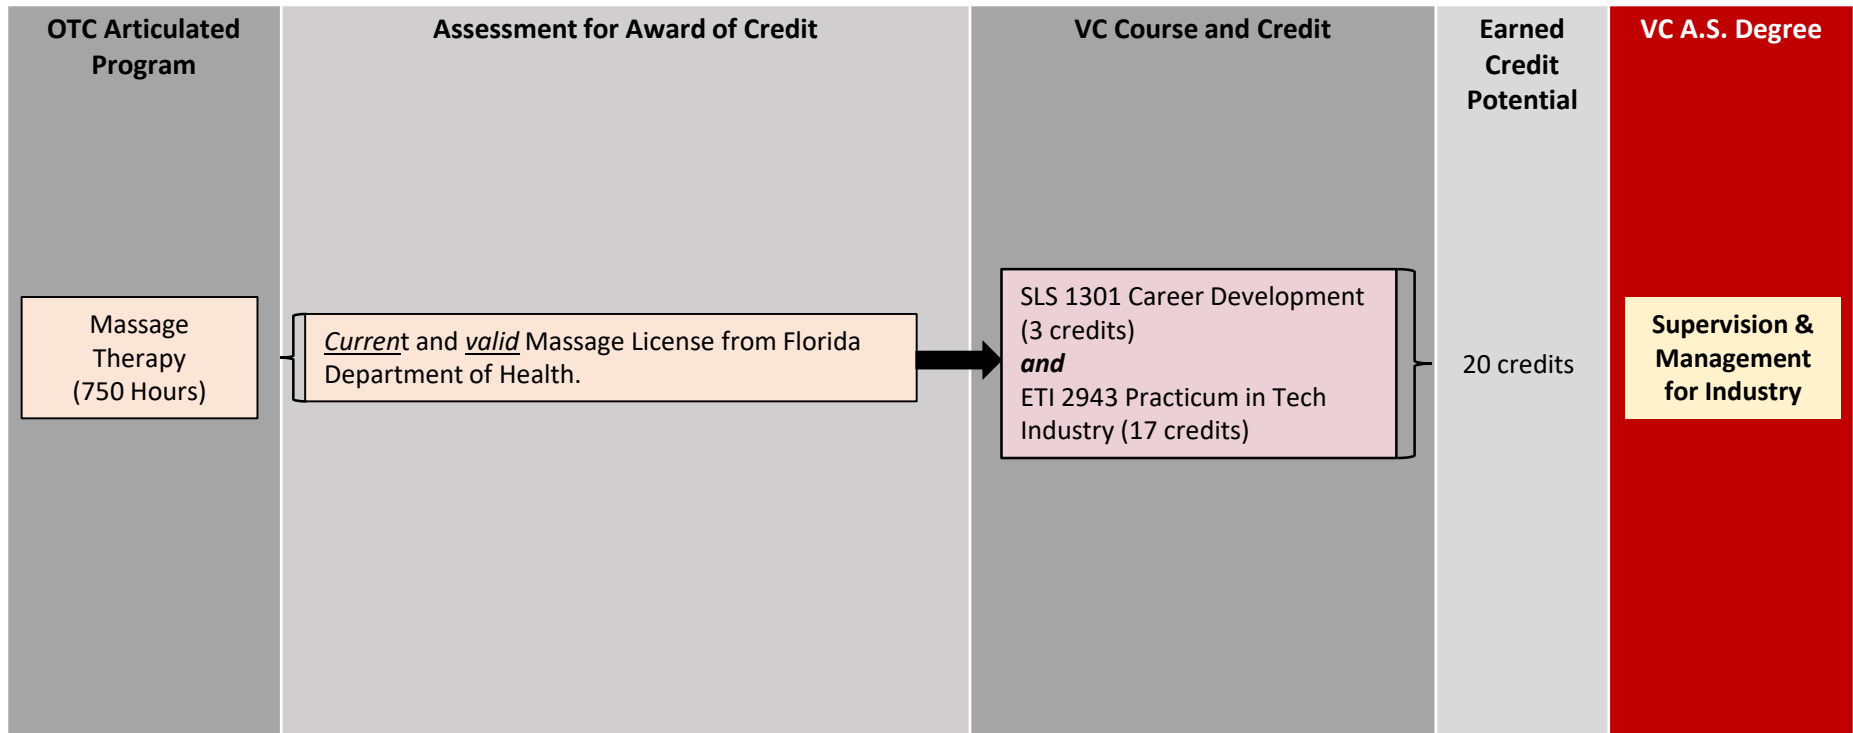 OTC Articulated
Program
Assessment for Award of Credit
VC Course and Credit
Earned
Credit
Potential
VC A.S. Degree
Massage
Therapy
(750 Hours)
Current and valid Massage License from Florida
Department of Health.
SLS 1301 Career Development
(3 credits)
and
ETI 2943 Practicum in Tech
Industry (17 credits)
20 credits
Supervision &
Management
for Industry